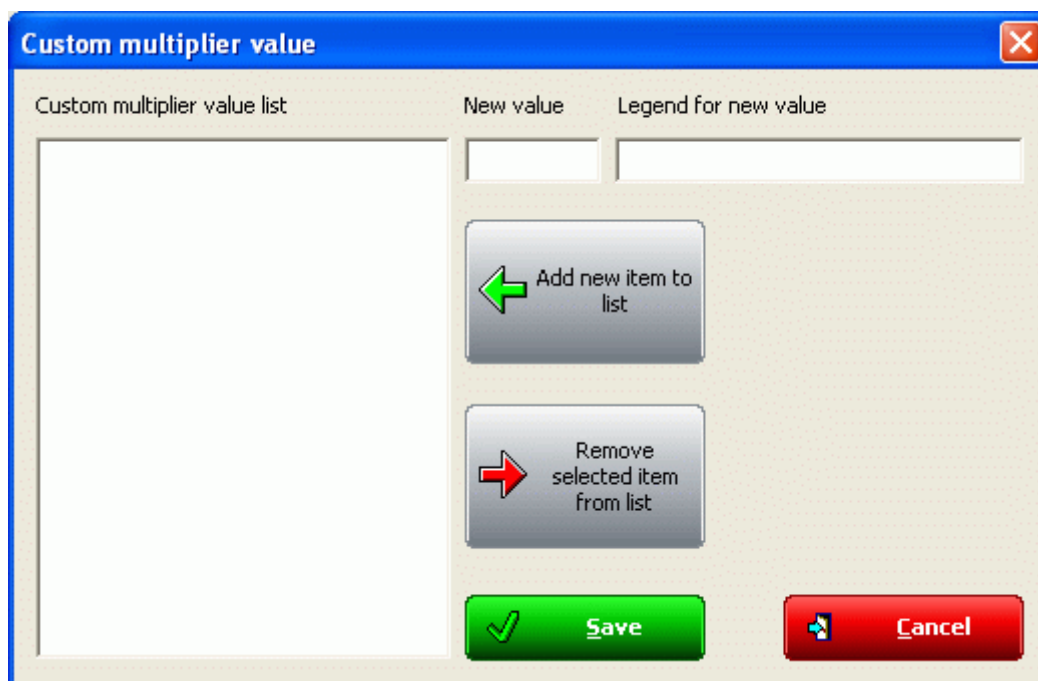 Custom multiplier value
Custom multiplier value list
New value
Legend for new value
Add new item to
list
Remove
selected item
from list
Save
Cancel